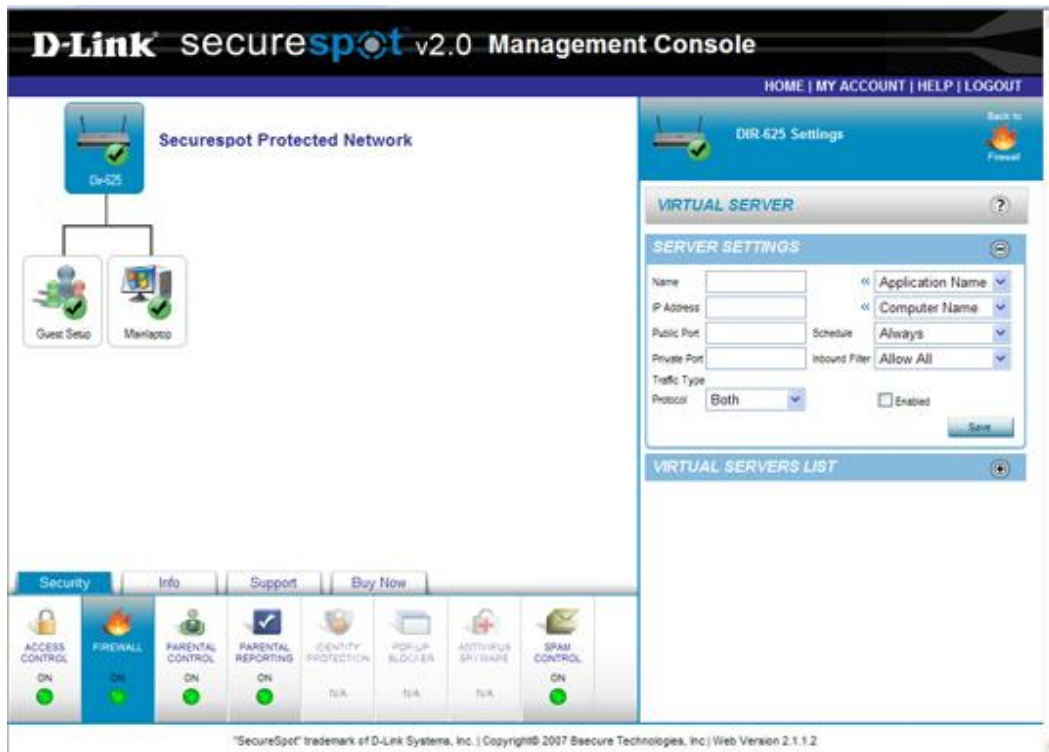 D-Link securespot v2.0 Management Console
HOME | MY ACCOUNT | HELP | LOGOUT
Dir-625
Securespot Protected Network
Guest Setup
Mainlaptop
DIR-625 Settings
Back to
Firewall
VIRTUAL SERVER
?
SERVER SETTINGS
Name « Application Name
IP Address « Computer Name
Public Port Schedule Always
Private Port Inbound Filter Allow All
Traffic Type
Protocol Both Enabled
Save
VIRTUAL SERVERS LIST
Security Info Support Buy Now
ACCESS CONTROL ON
FIREWALL ON
PARENTAL CONTROL ON
PARENTAL REPORTING ON
IDENTITY PROTECTION N/A
POP-UP BLOCKER N/A
ANTIVIRUS SPYWARE N/A
SPAM CONTROL ON
"SecureSpot" trademark of D-Link Systems, Inc. | Copyright© 2007 Bsecure Technologies, Inc.| Web Version 2.1.1.2